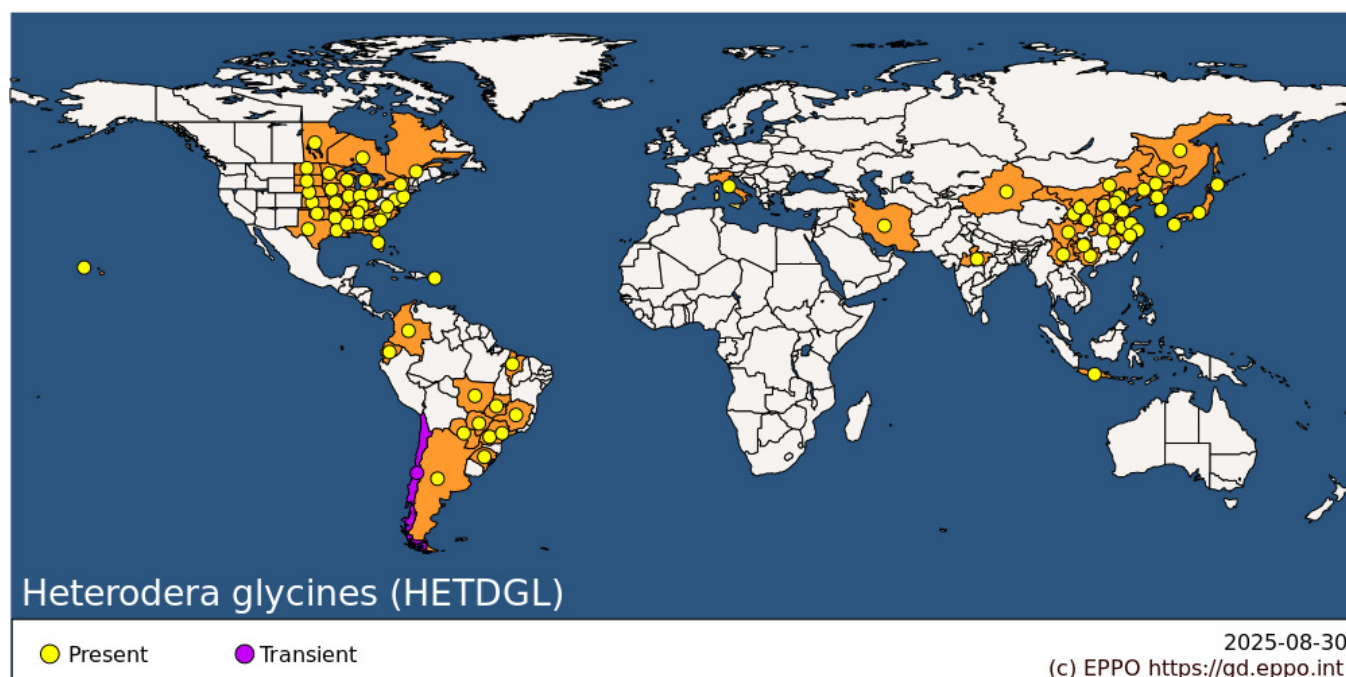 Heterodera glycines (HETDGL)
Present
Transient
2025-08-30
(c) EPPO https://gd.eppo.int